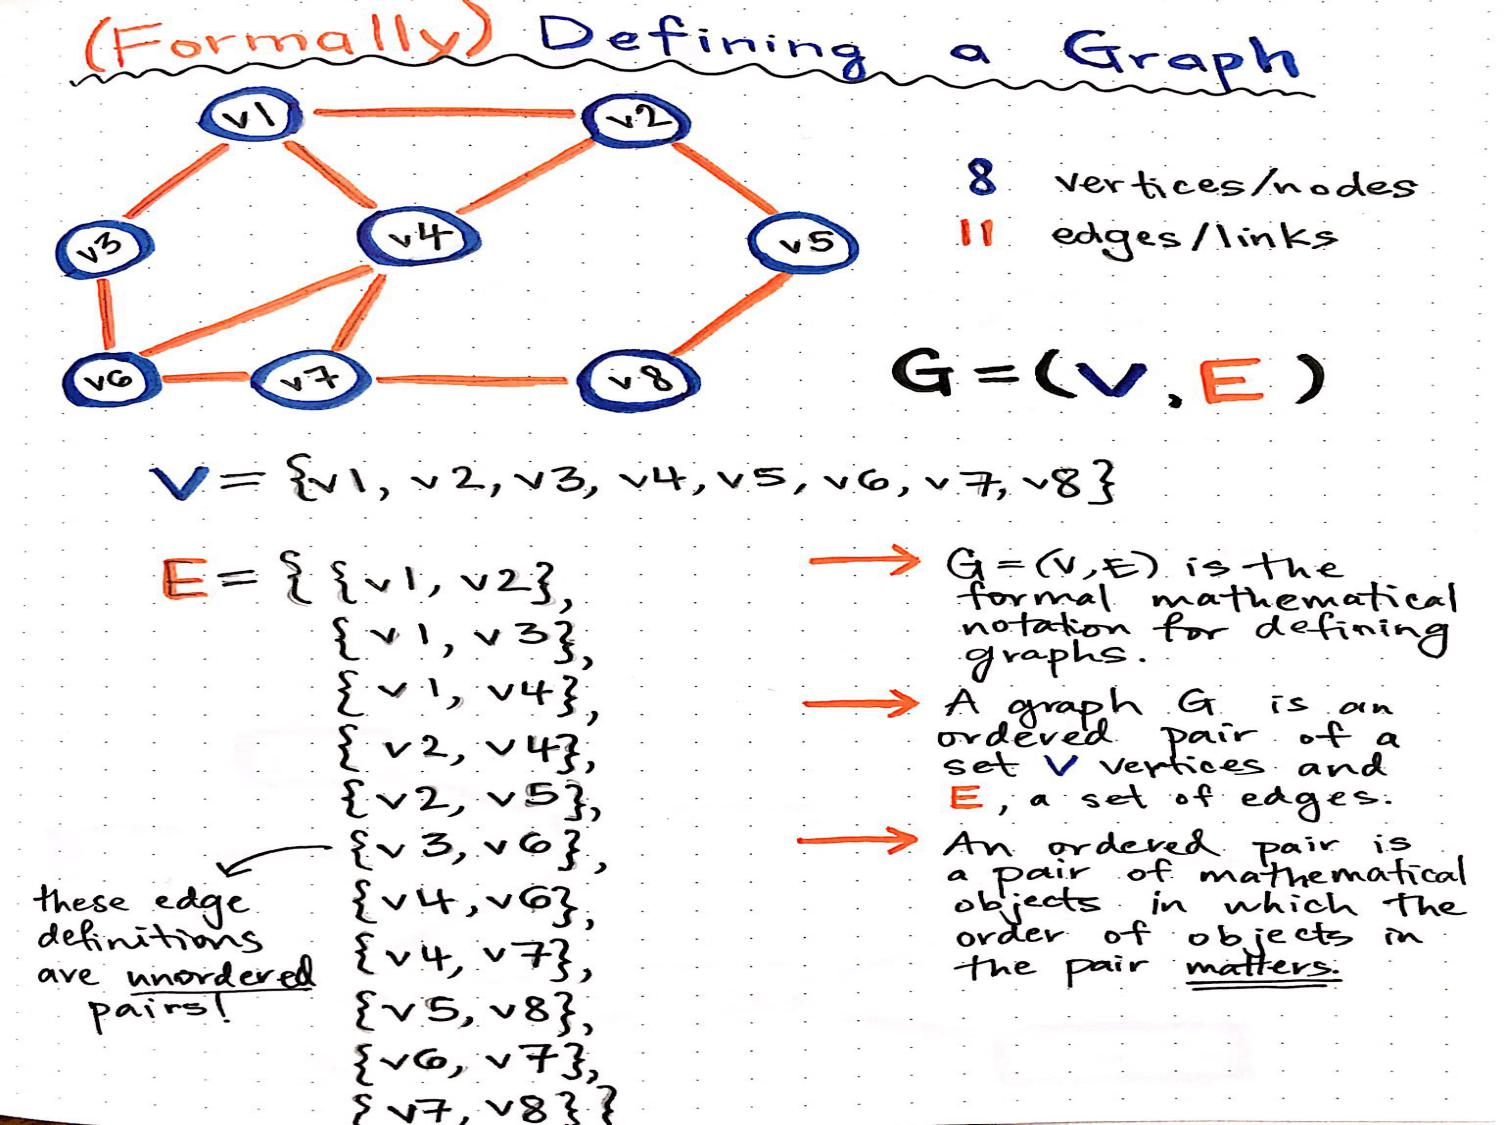 (Formally) Defining a Graph
v1
v2
v3
v4
v5
v6
v7
v8
8 vertices/nodes
11 edges/links
G = (V, E)
V = {v1, v2, v3, v4, v5, v6, v7, v8}
E = { {v1, v2},
{v1, v3},
{v1, v4},
{v2, v4},
{v2, v5},
{v3, v6},
{v4, v6},
{v4, v7},
{v5, v8},
{v6, v7},
{v7, v8} }
these edge
definitions
are unordered
pairs!
→ G = (V, E) is the
formal mathematical
notation for defining
graphs.
→ A graph G is an
ordered pair of a
set V vertices and
E, a set of edges.
→ An ordered pair is
a pair of mathematical
objects in which the
order of objects in
the pair matters.